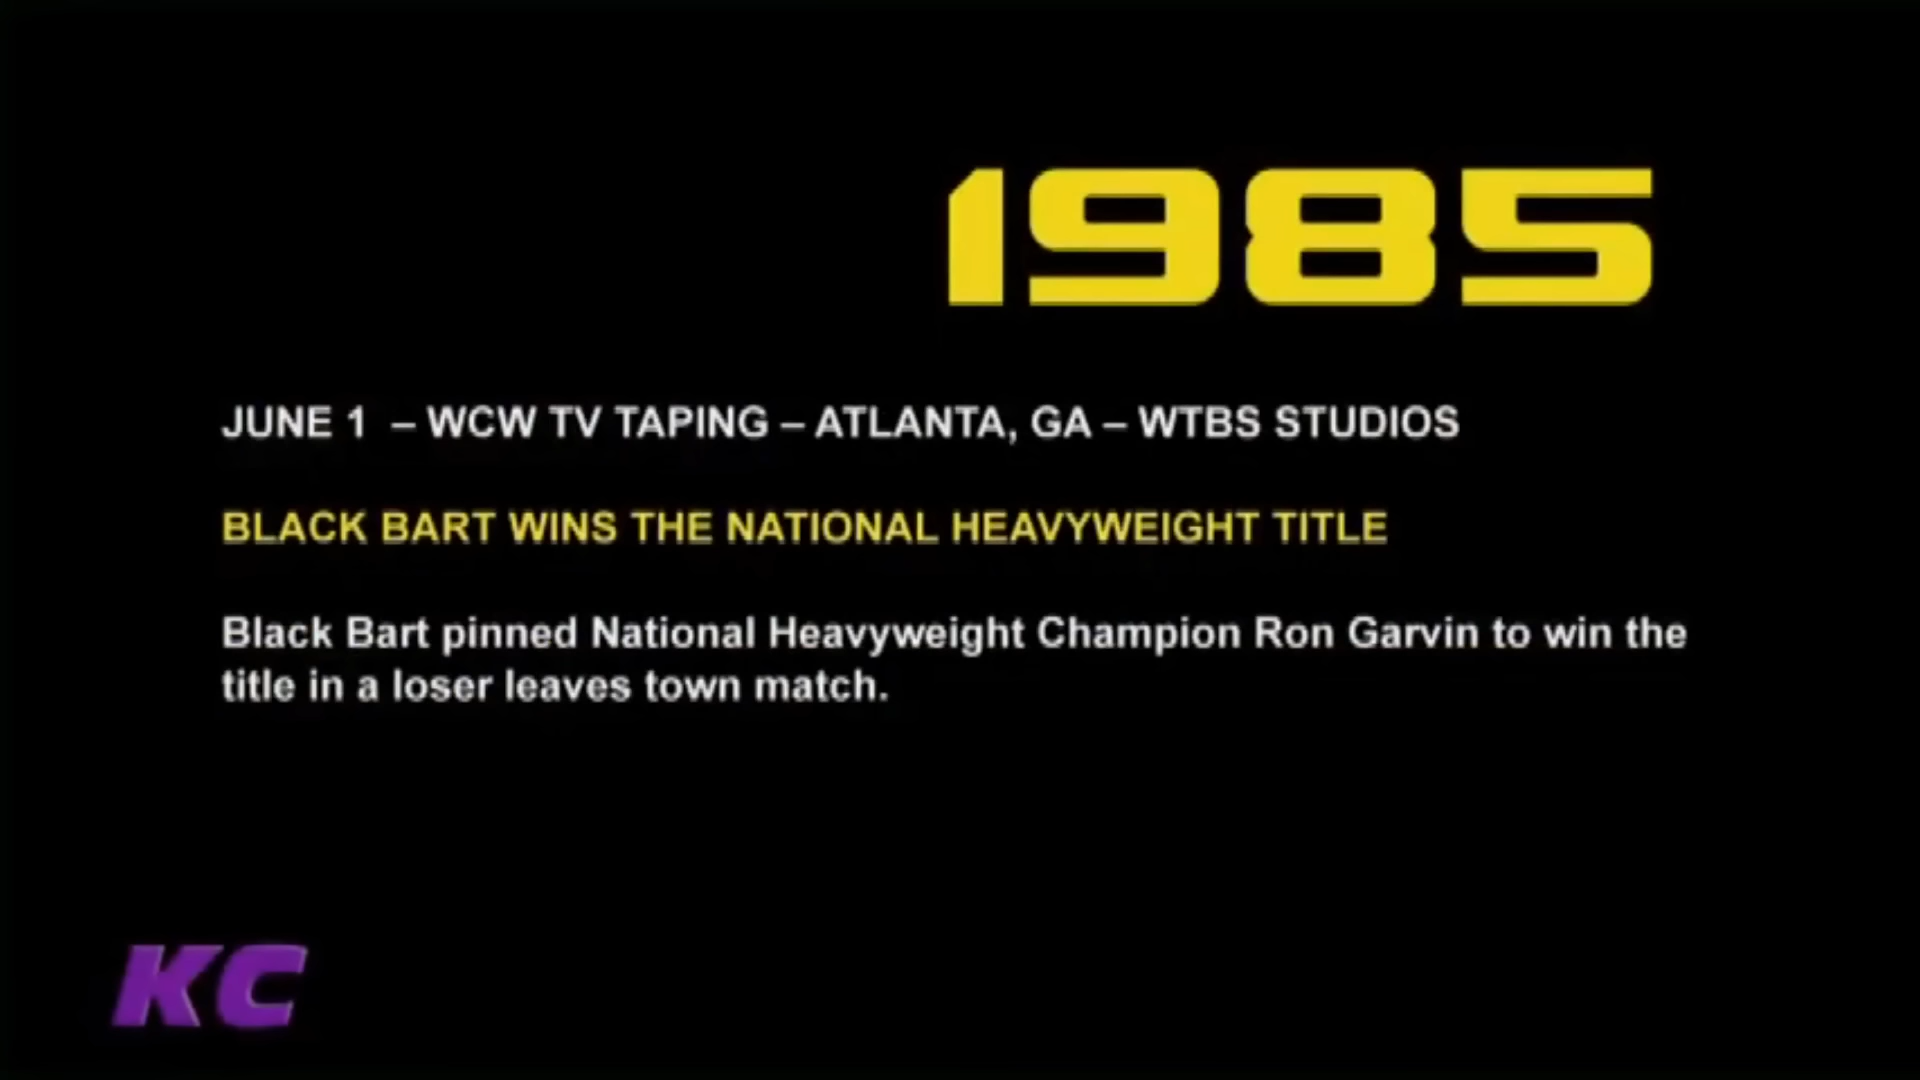 1985
JUNE 1  – WCW TV TAPING – ATLANTA, GA – WTBS STUDIOS
BLACK BART WINS THE NATIONAL HEAVYWEIGHT TITLE
Black Bart pinned National Heavyweight Champion Ron Garvin to win the
title in a loser leaves town match.
KC